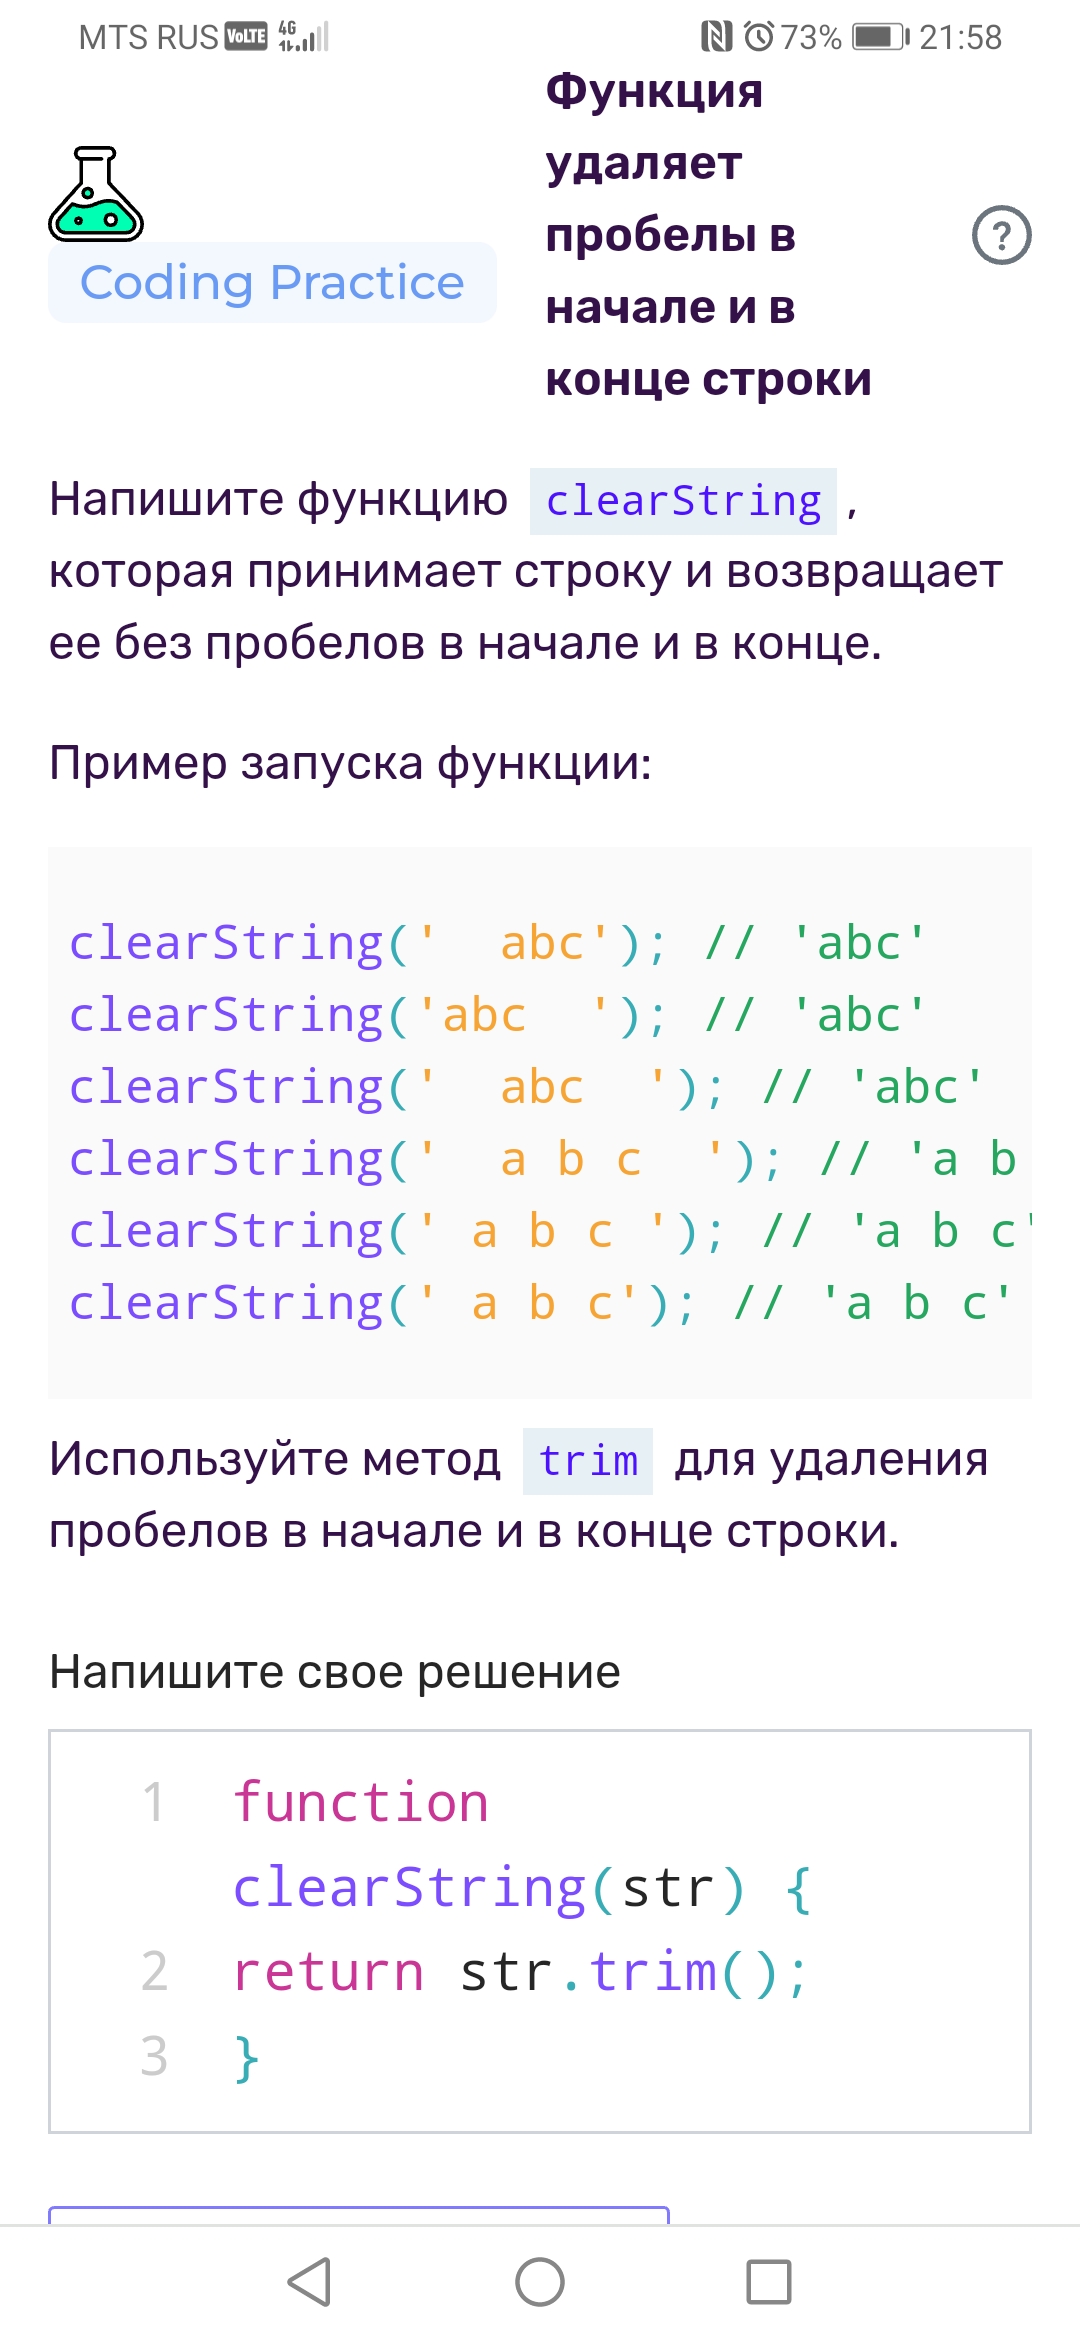 MTS RUS VoLTE 4G 73% 21:58
Функция
удаляет
пробелы в
начале и в
конце строки
?
Coding Practice
Напишите функцию clearString ,
которая принимает строку и возвращает
ее без пробелов в начале и в конце.
Пример запуска функции:
clearString('  abc'); // 'abc'
clearString('abc  '); // 'abc'
clearString('  abc  '); // 'abc'
clearString('  a b c  '); // 'a b
clearString(' a b c '); // 'a b c'
clearString(' a b c'); // 'a b c'
Используйте метод trim для удаления
пробелов в начале и в конце строки.
Напишите свое решение
1 function
clearString(str) {
2 return str.trim();
3 }